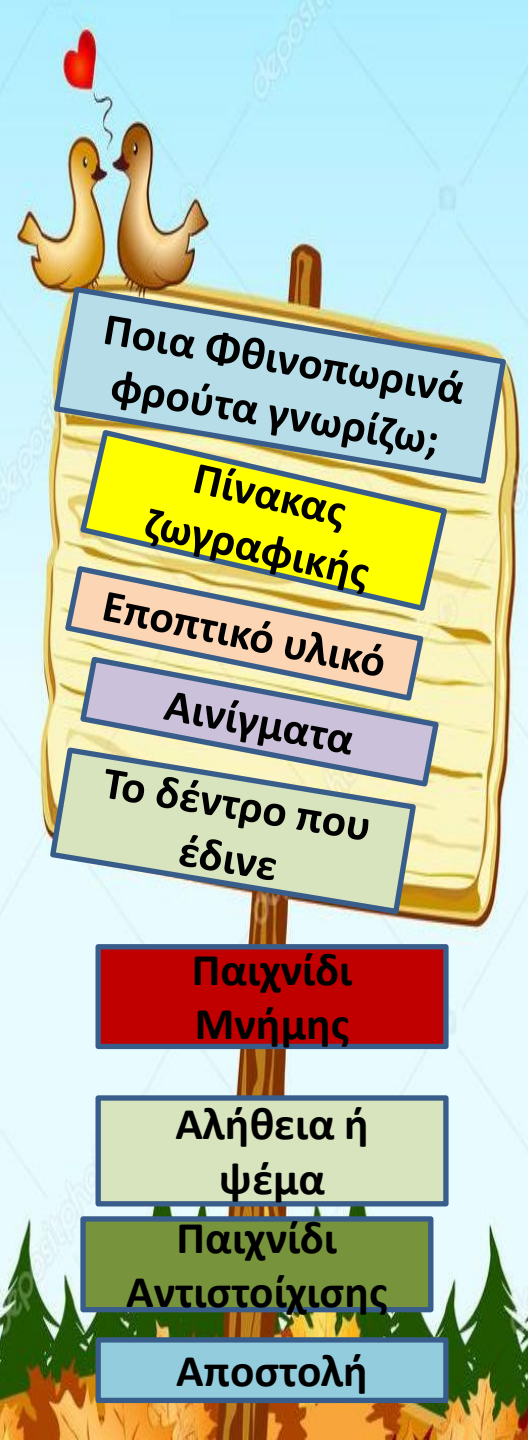 Ποια Φθινοπωρινά
φρούτα γνωρίζω;
Πίνακας
ζωγραφικής
Εποπτικό υλικό
Αινίγματα
Το δέντρο που
έδινε
Παιχνίδι
Μνήμης
Αλήθεια ή
ψέμα
Παιχνίδι
Αντιστοίχισης
Αποστολή